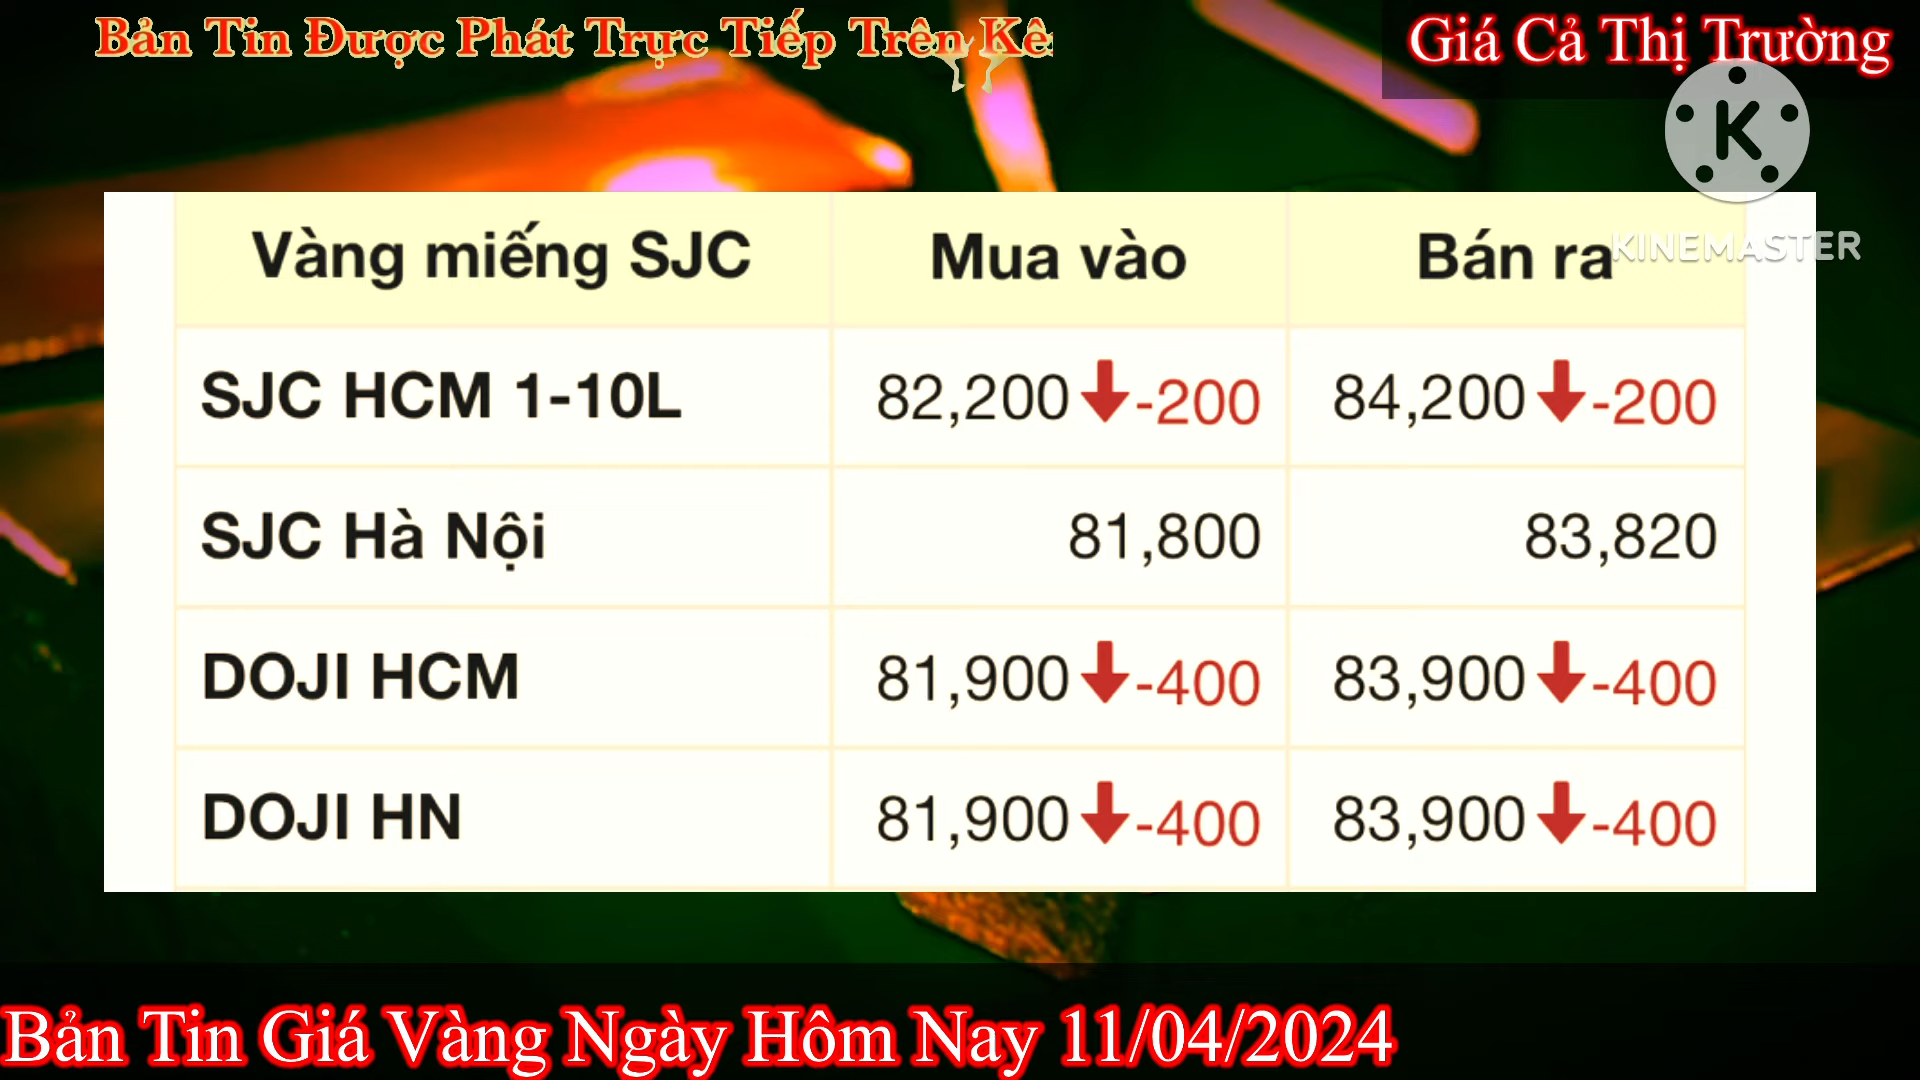 Bản Tin Được Phát Trực Tiếp Trên Kê
Giá Cả Thị Trường
K
KINEMASTER
Vàng miếng SJC Mua vào Bán ra
SJC HCM 1-10L 82,200 -200 84,200 -200
SJC Hà Nội 81,800 83,820
DOJI HCM 81,900 -400 83,900 -400
DOJI HN 81,900 -400 83,900 -400
Bản Tin Giá Vàng Ngày Hôm Nay 11/04/2024